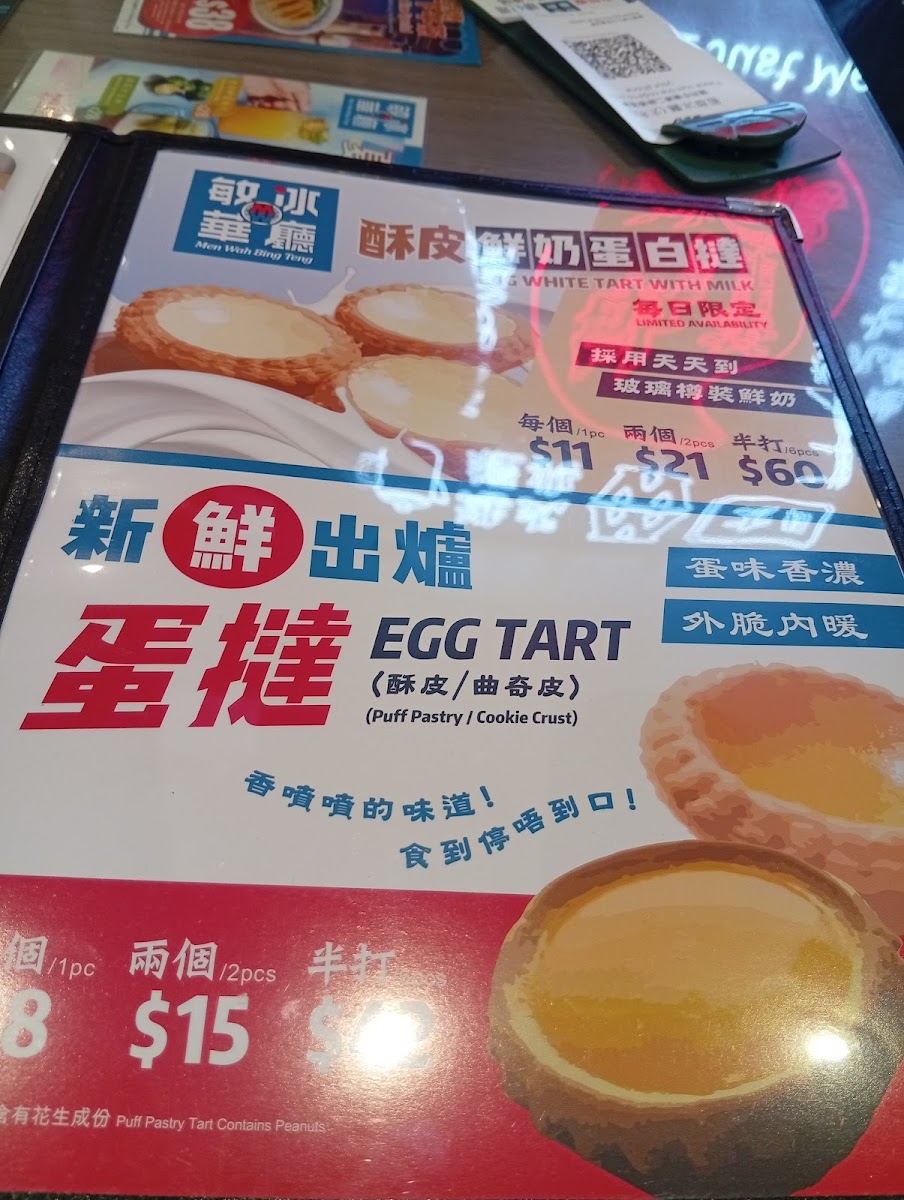 敏華冰廳
Men Wah Bing Teng
酥皮鮮奶蛋白撻
EGG WHITE TART WITH MILK
每日限定
LIMITED AVAILABILITY
採用天天到
玻璃樽裝鮮奶
每個/1pc 兩個/2pcs 半打/6pcs
$11 $21 $60
新鮮出爐
蛋撻 EGG TART
(酥皮/曲奇皮)
(Puff Pastry / Cookie Crust)
蛋味香濃
外脆內暖
香噴噴的味道!
食到停唔到口!
個/1pc 兩個/2pcs 半打
8 $15 $42
含有花生成份 Puff Pastry Tart Contains Peanuts